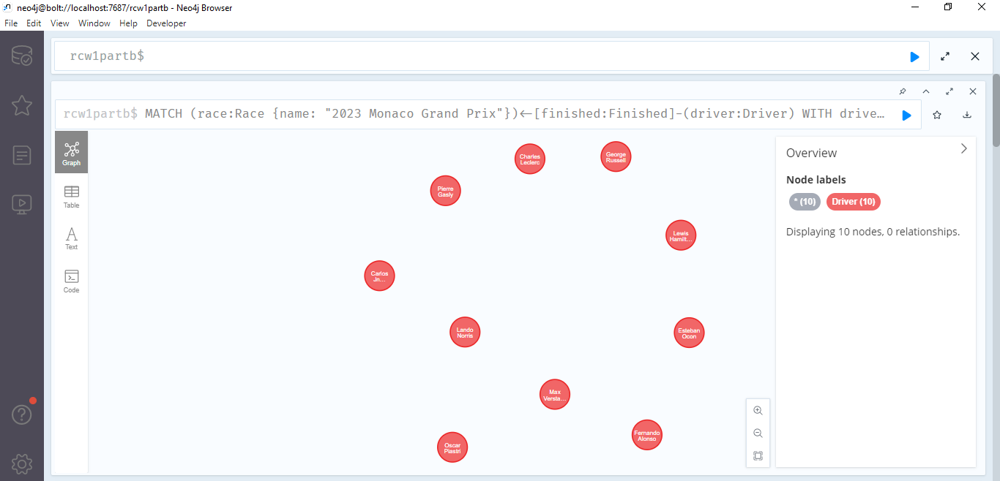 neo4j@bolt://localhost:7687/rcw1partb - Neo4j Browser
File Edit View Window Help Developer
rcw1partb$
rcw1partb$ MATCH (race:Race {name: "2023 Monaco Grand Prix"})<-[finished:Finished]-(driver:Driver) WITH drive…
Graph
Table
Text
Code
Charles
Leclerc
George
Russell
Pierre
Gasly
Lewis
Hamilt…
Carlos
Jn…
Lando
Norris
Esteban
Ocon
Max
Versta…
Fernando
Alonso
Oscar
Piastri
Overview
Node labels
* (10) Driver (10)
Displaying 10 nodes, 0 relationships.